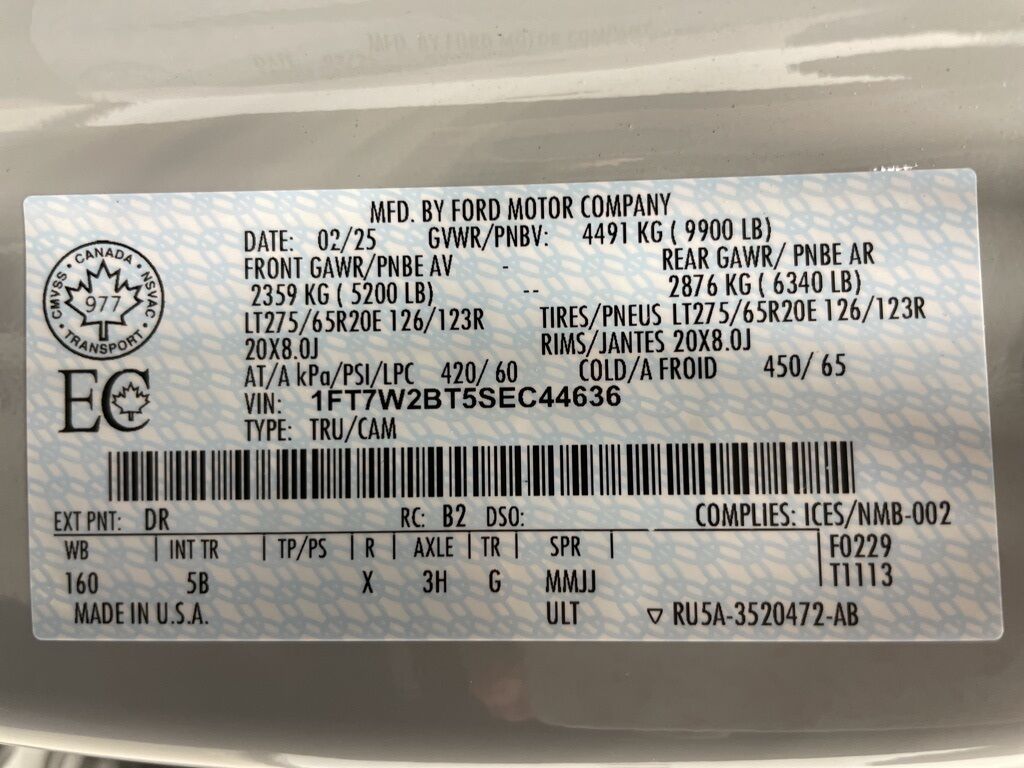 MFD. BY FORD MOTOR COMPANY
DATE: 02/25 GVWR/PNBV: 4491 KG ( 9900 LB)
FRONT GAWR/PNBE AV - REAR GAWR/ PNBE AR
2359 KG ( 5200 LB) -- 2876 KG ( 6340 LB)
LT275/65R20E 126/123R TIRES/PNEUS LT275/65R20E 126/123R
20X8.0J RIMS/JANTES 20X8.0J
AT/A kPa/PSI/LPC 420/ 60 COLD/A FROID 450/ 65
VIN: 1FT7W2BT5SEC44636
TYPE: TRU/CAM
CMVSS • CANADA • NSVAC • TRANSPORT •
977
EC
EXT PNT: DR RC: B2 DSO: COMPLIES: ICES/NMB-002
WB | INT TR | TP/PS | R | AXLE | TR | SPR | F0229
160 5B X 3H G MMJJ T1113
MADE IN U.S.A. ULT ▽ RU5A-3520472-AB